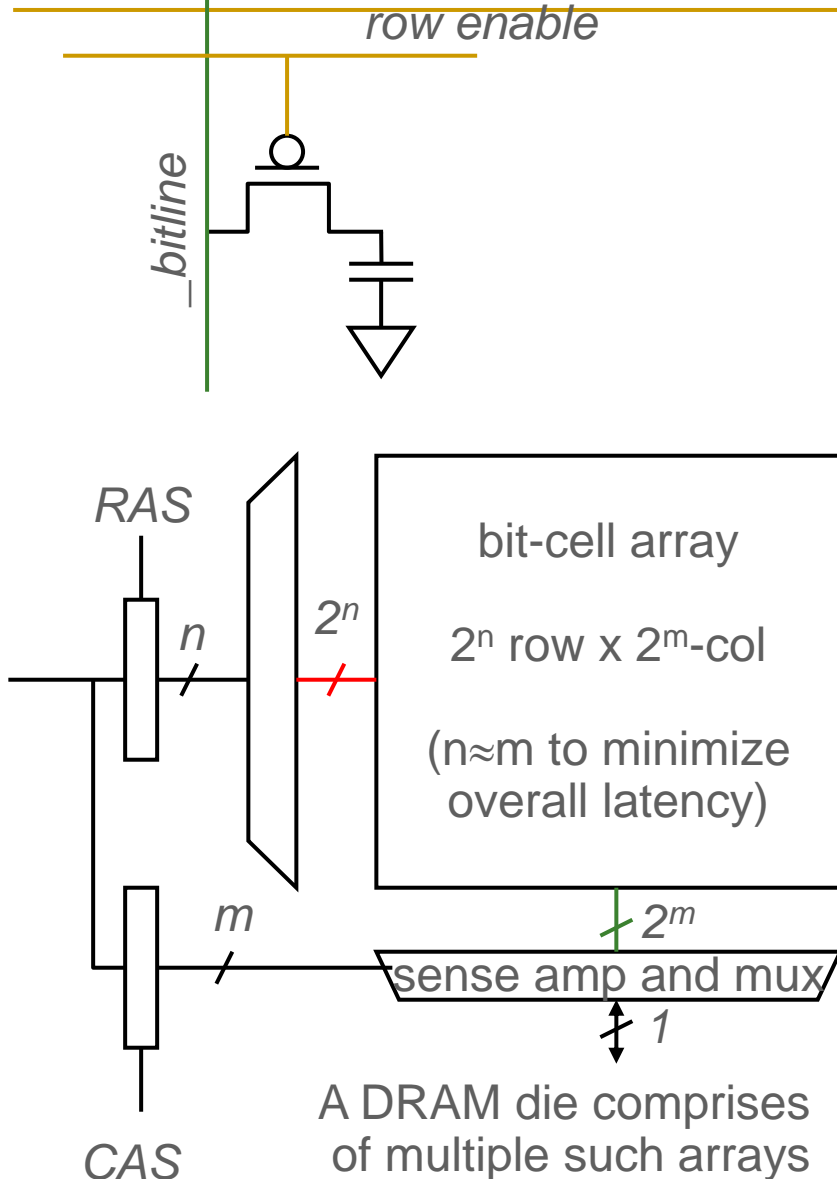 row enable
_bitline
RAS
n
2ⁿ
bit-cell array
2ⁿ row x 2ᵐ-col
(n≈m to minimize
overall latency)
m
2ᵐ
sense amp and mux
1
CAS
A DRAM die comprises
of multiple such arrays